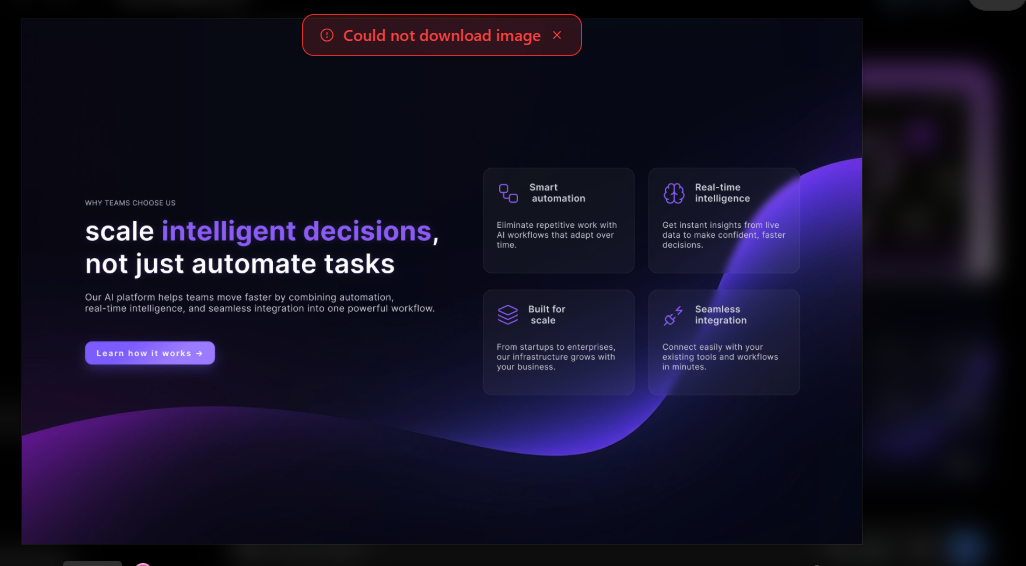 Could not download image
WHY TEAMS CHOOSE US
scale intelligent decisions,
not just automate tasks
Our AI platform helps teams move faster by combining automation,
real-time intelligence, and seamless integration into one powerful workflow.
Learn how it works →
Smart
automation
Eliminate repetitive work with
AI workflows that adapt over
time.
Real-time
intelligence
Get instant insights from live
data to make confident, faster
decisions.
Built for
scale
From startups to enterprises,
our infrastructure grows with
your business.
Seamless
integration
Connect easily with your
existing tools and workflows
in minutes.